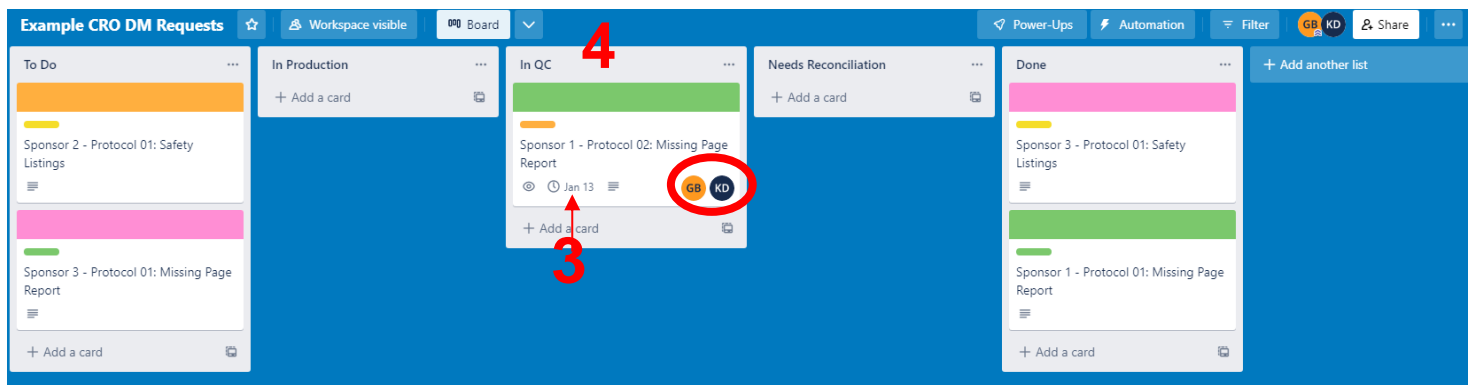 Example CRO DM Requests
Workspace visible
Board
Power-Ups
Automation
Filter
GB
KD
Share
4
To Do
Sponsor 2 - Protocol 01: Safety
Listings
Sponsor 3 - Protocol 01: Missing Page
Report
+ Add a card
In Production
+ Add a card
In QC
Sponsor 1 - Protocol 02: Missing Page
Report
Jan 13
GB
KD
+ Add a card
3
Needs Reconciliation
+ Add a card
Done
Sponsor 3 - Protocol 01: Safety
Listings
Sponsor 1 - Protocol 01: Missing Page
Report
+ Add a card
+ Add another list